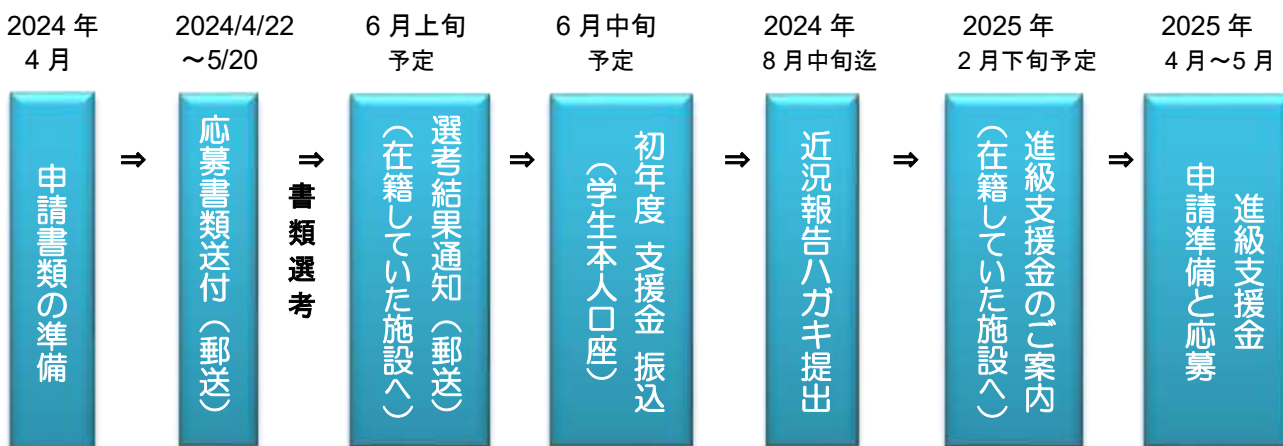 2024 年
4 月
申請書類の準備
⇒
2024/4/22
～5/20
応募書類送付（郵送）
⇒
書類選考
6 月上旬
予定
選考結果通知（郵送）
（在籍していた施設へ）
⇒
6 月中旬
予定
初年度 支援金 振込
（学生本人口座）
⇒
2024 年
8 月中旬迄
近況報告ハガキ提出
⇒
2025 年
2 月下旬予定
進級支援金のご案内
（在籍していた施設へ）
⇒
2025 年
4 月～5 月
進級支援金
申請準備と応募